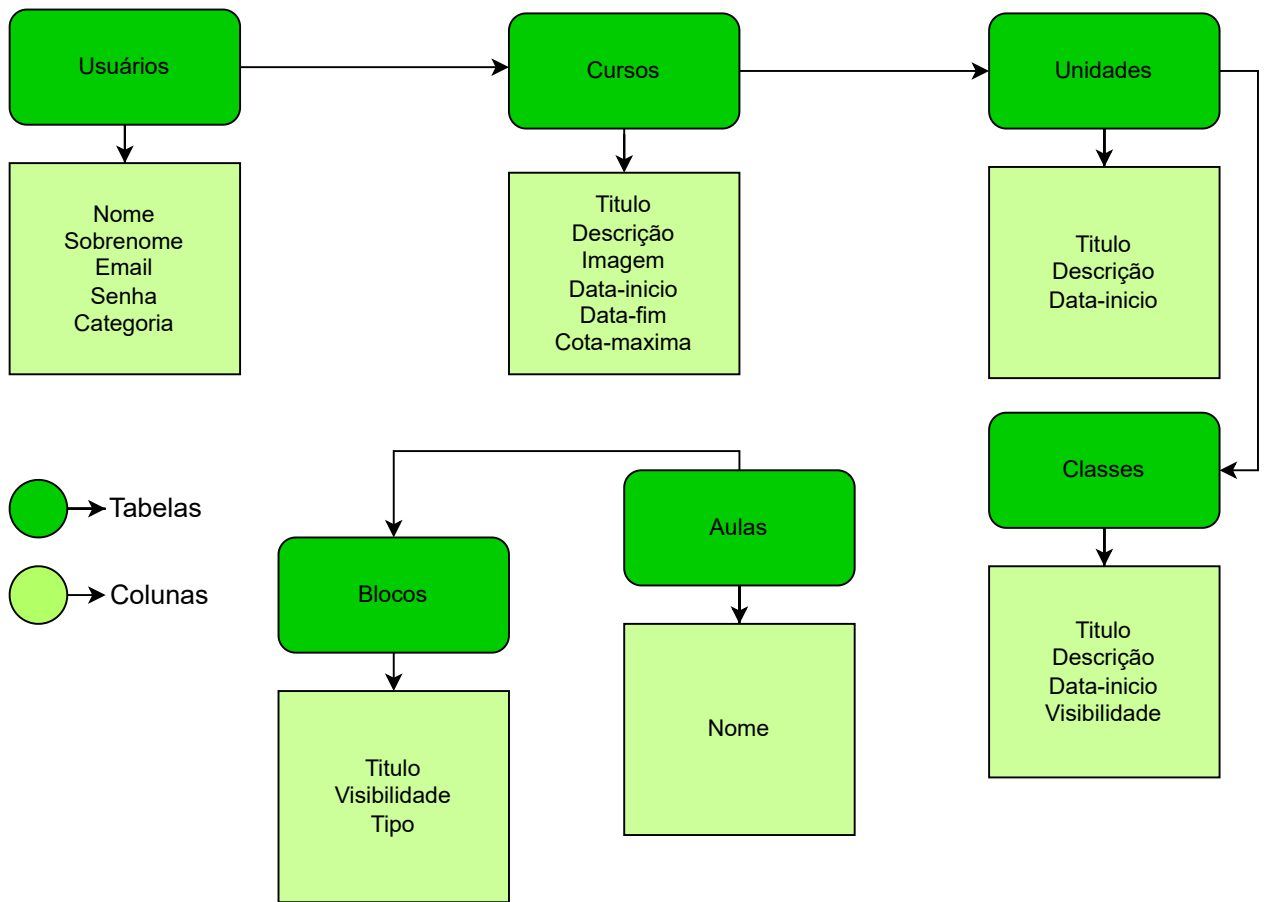 Usuários
Cursos
Unidades
Nome
Sobrenome
Email
Senha
Categoria
Titulo
Descrição
Imagem
Data-inicio
Data-fim
Cota-maxima
Titulo
Descrição
Data-inicio
Tabelas
Colunas
Blocos
Aulas
Classes
Titulo
Visibilidade
Tipo
Nome
Titulo
Descrição
Data-inicio
Visibilidade